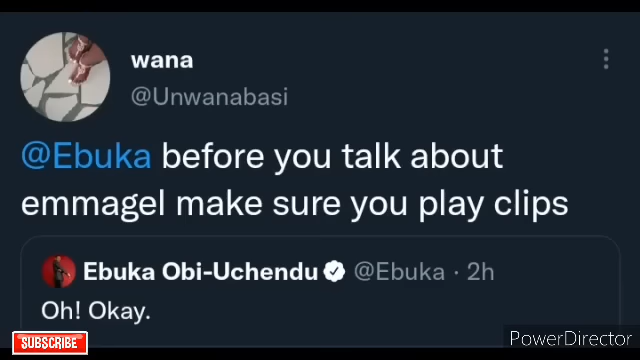 wana
@Unwanabasi
@Ebuka before you talk about
emmagel make sure you play clips
Ebuka Obi-Uchendu @Ebuka · 2h
Oh! Okay.
SUBSCRIBE
PowerDirector